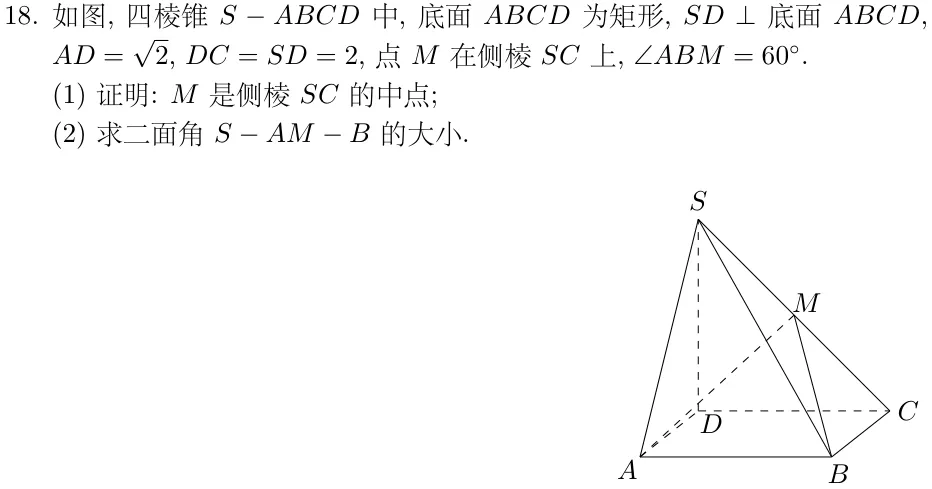 18. 如图, 四棱锥 S − ABCD 中, 底面 ABCD 为矩形, SD ⊥ 底面 ABCD,
AD = √2, DC = SD = 2, 点 M 在侧棱 SC 上, ∠ABM = 60°.
(1) 证明: M 是侧棱 SC 的中点;
(2) 求二面角 S − AM − B 的大小.
S
M
D
C
A
B